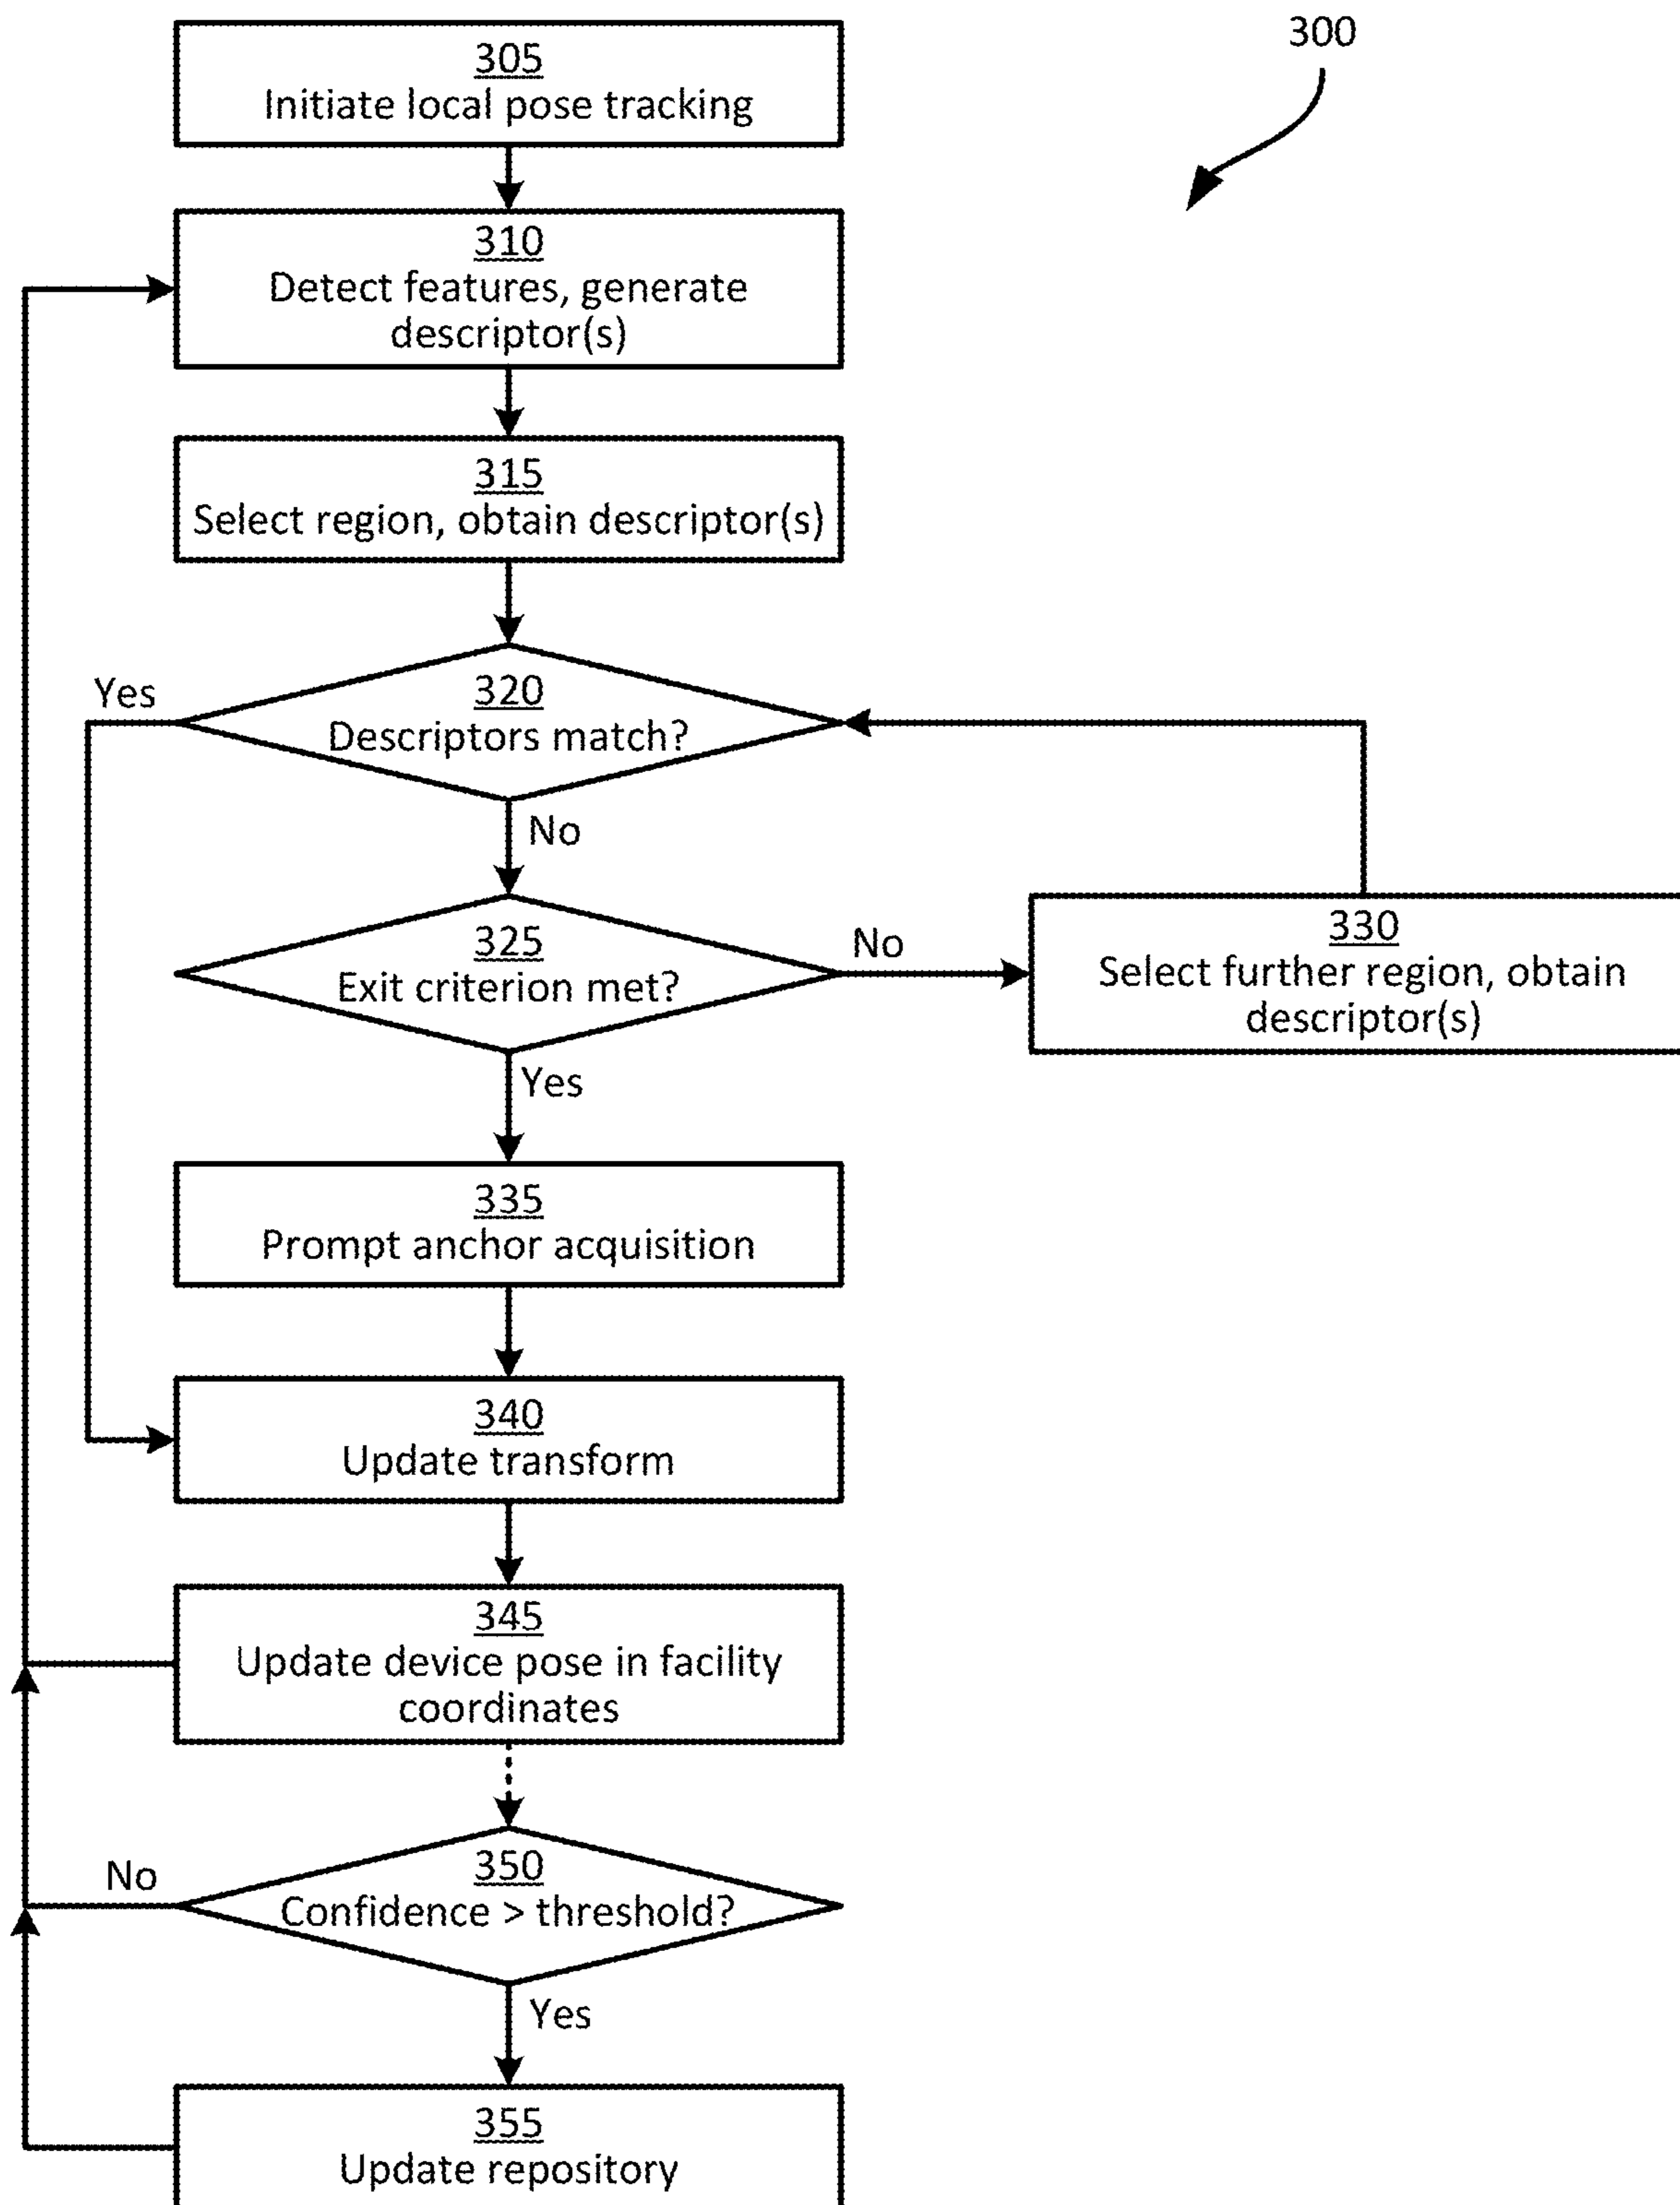 300
305
Initiate local pose tracking
310
Detect features, generate
descriptor(s)
315
Select region, obtain descriptor(s)
Yes
320
Descriptors match?
No
325
Exit criterion met?
No
330
Select further region, obtain
descriptor(s)
Yes
335
Prompt anchor acquisition
340
Update transform
345
Update device pose in facility
coordinates
No
350
Confidence > threshold?
Yes
355
Update repository